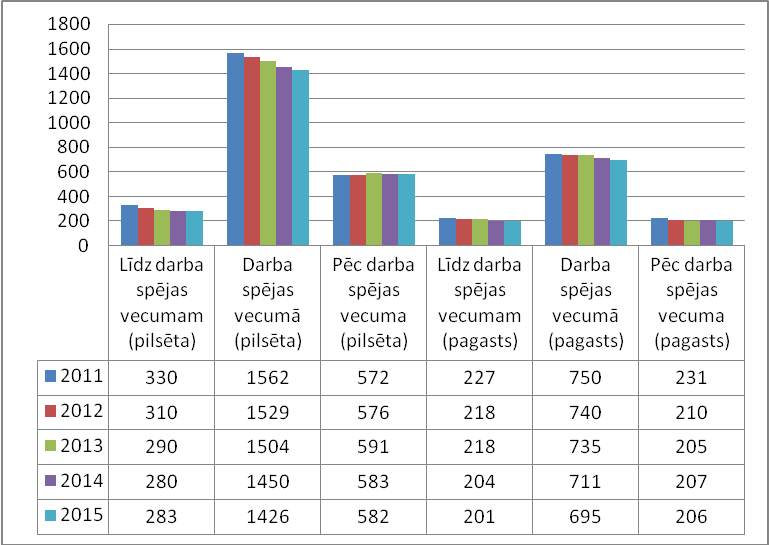 1800
1600
1400
1200
1000
800
600
400
200
0
Līdz darba spējas vecumam (pilsēta)
Darba spējas vecumā (pilsēta)
Pēc darba spējas vecuma (pilsēta)
Līdz darba spējas vecumam (pagasts)
Darba spējas vecumā (pagasts)
Pēc darba spējas vecuma (pagasts)
2011 330 1562 572 227 750 231
2012 310 1529 576 218 740 210
2013 290 1504 591 218 735 205
2014 280 1450 583 204 711 207
2015 283 1426 582 201 695 206